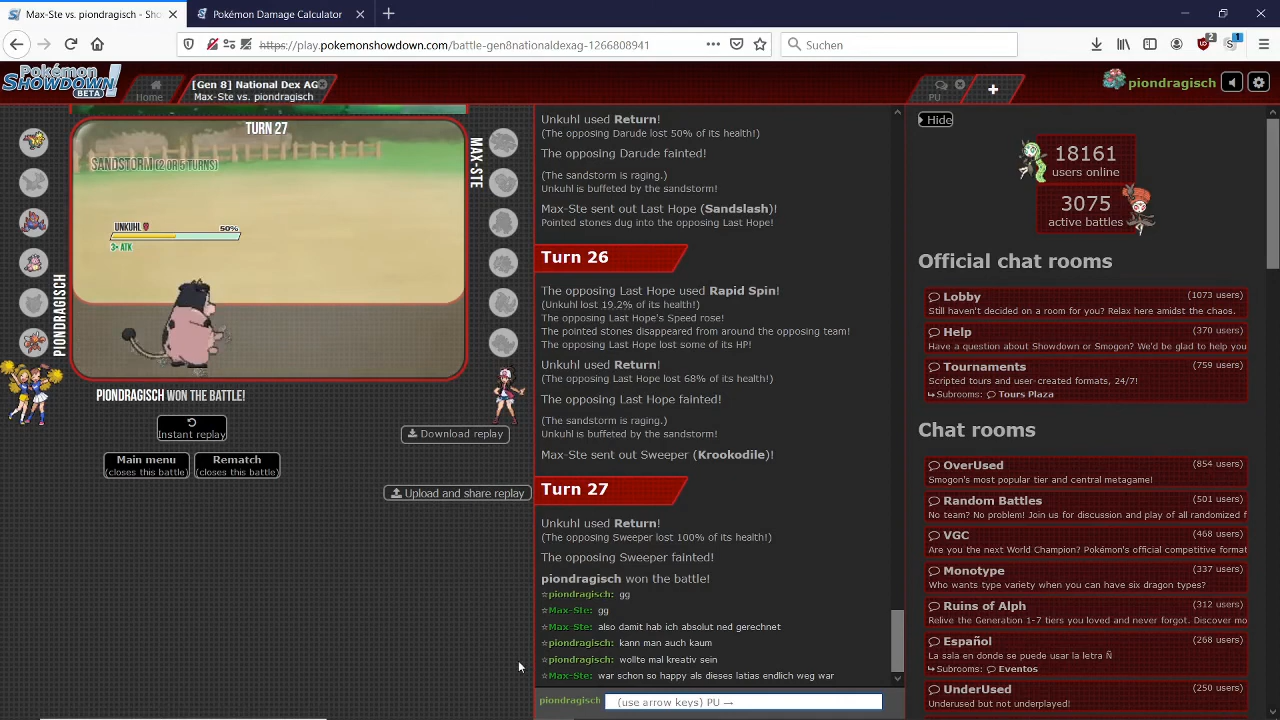 Max-Ste vs. piondragisch - Sho
Pokémon Damage Calculator
https://play.pokemonshowdown.com/battle-gen8nationaldexag-1266808941
Suchen
2
1
Pokémon
SHOWDOWN!
BETA
Home
[Gen 8] National Dex AG
Max-Ste vs. piondragisch
PU
piondragisch
TURN 27
SANDSTORM (2 OR 5 TURNS)
UNKUHL
50%
3× ATK
MAX-STE
PIONDRAGISCH
PIONDRAGISCH WON THE BATTLE!
Instant replay
Download replay
Main menu
(closes this battle)
Rematch
(closes this battle)
Upload and share replay
Unkuhl used Return!
(The opposing Darude lost 50% of its health!)
The opposing Darude fainted!
(The sandstorm is raging.)
Unkuhl is buffeted by the sandstorm!
Max-Ste sent out Last Hope (Sandslash)!
Pointed stones dug into the opposing Last Hope!
Turn 26
The opposing Last Hope used Rapid Spin!
(Unkuhl lost 19.2% of its health!)
The opposing Last Hope's Speed rose!
The pointed stones disappeared from around the opposing team!
The opposing Last Hope lost some of its HP!
Unkuhl used Return!
(The opposing Last Hope lost 68% of its health!)
The opposing Last Hope fainted!
(The sandstorm is raging.)
Unkuhl is buffeted by the sandstorm!
Max-Ste sent out Sweeper (Krookodile)!
Turn 27
Unkuhl used Return!
(The opposing Sweeper lost 100% of its health!)
The opposing Sweeper fainted!
piondragisch won the battle!
☆piondragisch: gg
☆Max-Ste: gg
☆Max-Ste: also damit hab ich absolut ned gerechnet
☆piondragisch: kann man auch kaum
☆piondragisch: wollte mal kreativ sein
☆Max-Ste: war schon so happy als dieses latias endlich weg war
piondragisch
(use arrow keys) PU →
Hide
18161
users online
3075
active battles
Official chat rooms
Lobby (1073 users)
Still haven't decided on a room for you? Relax here amidst the chaos.
Help (370 users)
Have a question about Showdown or Smogon? We'd be glad to help you
Tournaments (759 users)
Scripted tours and user-created formats, 24/7!
Subrooms: Tours Plaza
Chat rooms
OverUsed (854 users)
Smogon's most popular tier and central metagame!
Random Battles (501 users)
No team? No problem! Join us for discussion and play of all randomized f
VGC (468 users)
Are you the next World Champion? Pokémon's official competitive format
Monotype (337 users)
Who wants type variety when you can have six dragon types?
Ruins of Alph (312 users)
Relive the Generation 1-7 tiers you loved and never forgot. Discover mo
Español (268 users)
La sala en donde se puede usar la letra Ñ
Subrooms: Eventos
UnderUsed (250 users)
Underused but not underplayed!